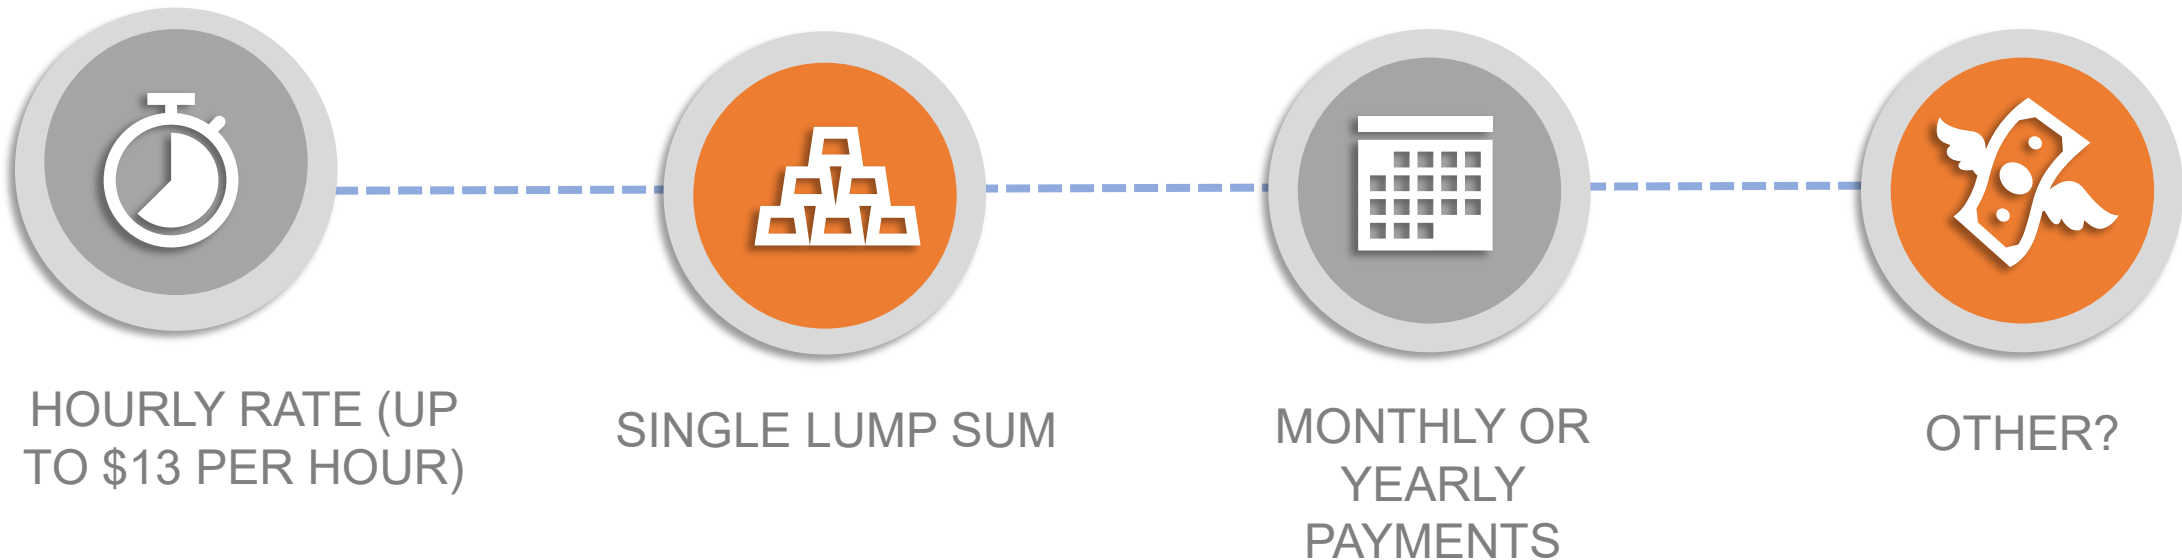 HOURLY RATE (UP
TO $13 PER HOUR)
SINGLE LUMP SUM
MONTHLY OR
YEARLY
PAYMENTS
OTHER?